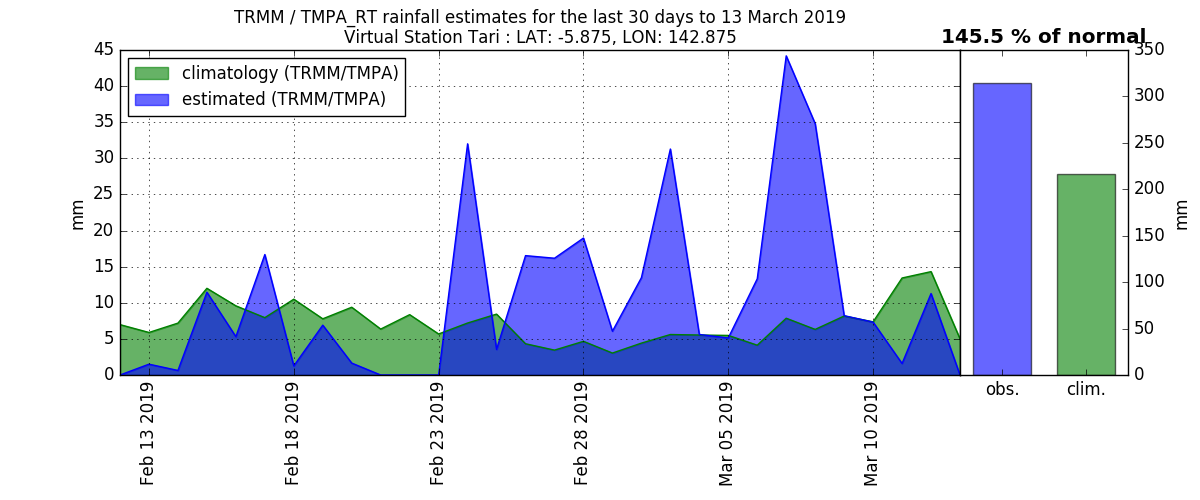 TRMM / TMPA_RT rainfall estimates for the last 30 days to 13 March 2019
Virtual Station Tari : LAT: -5.875, LON: 142.875
145.5 % of normal
climatology (TRMM/TMPA)
estimated (TRMM/TMPA)
45
40
35
30
25
20
15
10
5
0
mm
Feb 13 2019
Feb 18 2019
Feb 23 2019
Feb 28 2019
Mar 05 2019
Mar 10 2019
350
300
250
200
150
100
50
0
mm
obs.
clim.